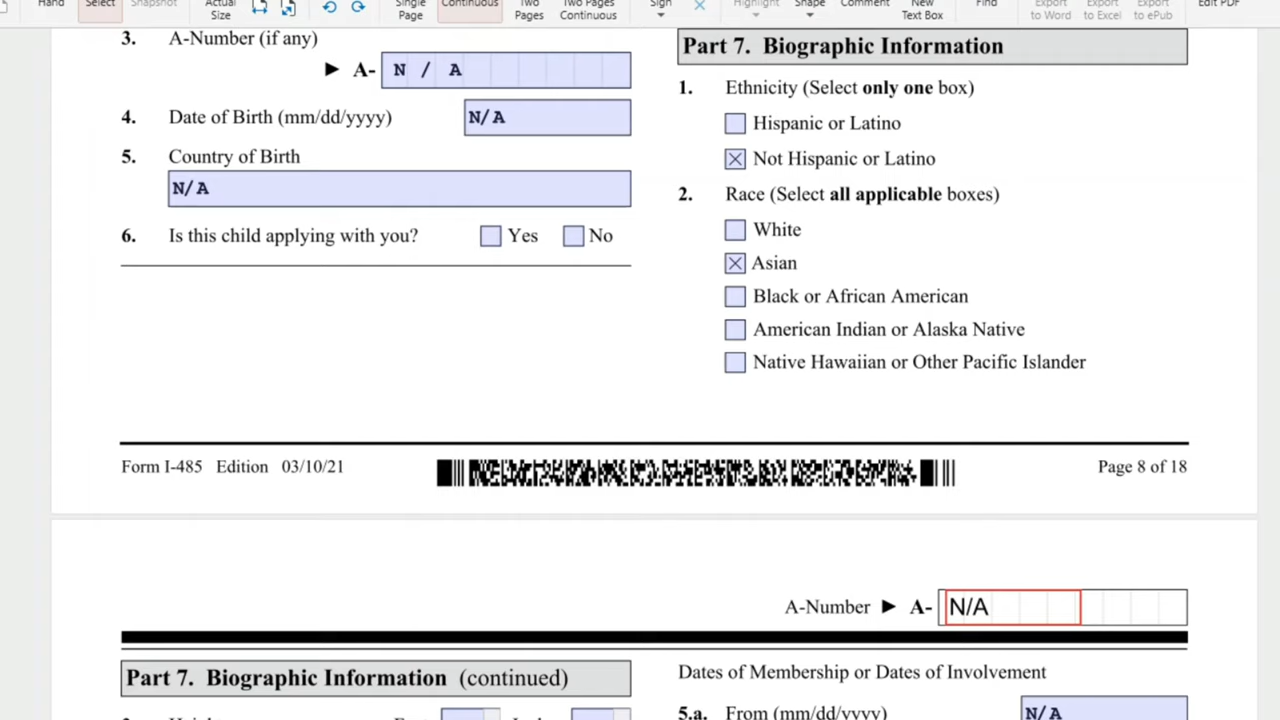 Hand
Select
Snapshot
Actual
Size
Single
Page
Continuous
Two
Pages
Two Pages
Continuous
Sign
Highlight
Shape
Comment
New
Text Box
Find
Export
to Word
Export
to Excel
Export
to ePub
Edit PDF
3. A-Number (if any)
► A- N / A
4. Date of Birth (mm/dd/yyyy) N/A
5. Country of Birth
N/A
6. Is this child applying with you? Yes No
Part 7. Biographic Information
1. Ethnicity (Select only one box)
Hispanic or Latino
Not Hispanic or Latino
2. Race (Select all applicable boxes)
White
Asian
Black or African American
American Indian or Alaska Native
Native Hawaiian or Other Pacific Islander
Form I-485 Edition 03/10/21
Page 8 of 18
A-Number ► A- N/A
Part 7. Biographic Information (continued)
Dates of Membership or Dates of Involvement
5.a. From (mm/dd/yyyy) N/A